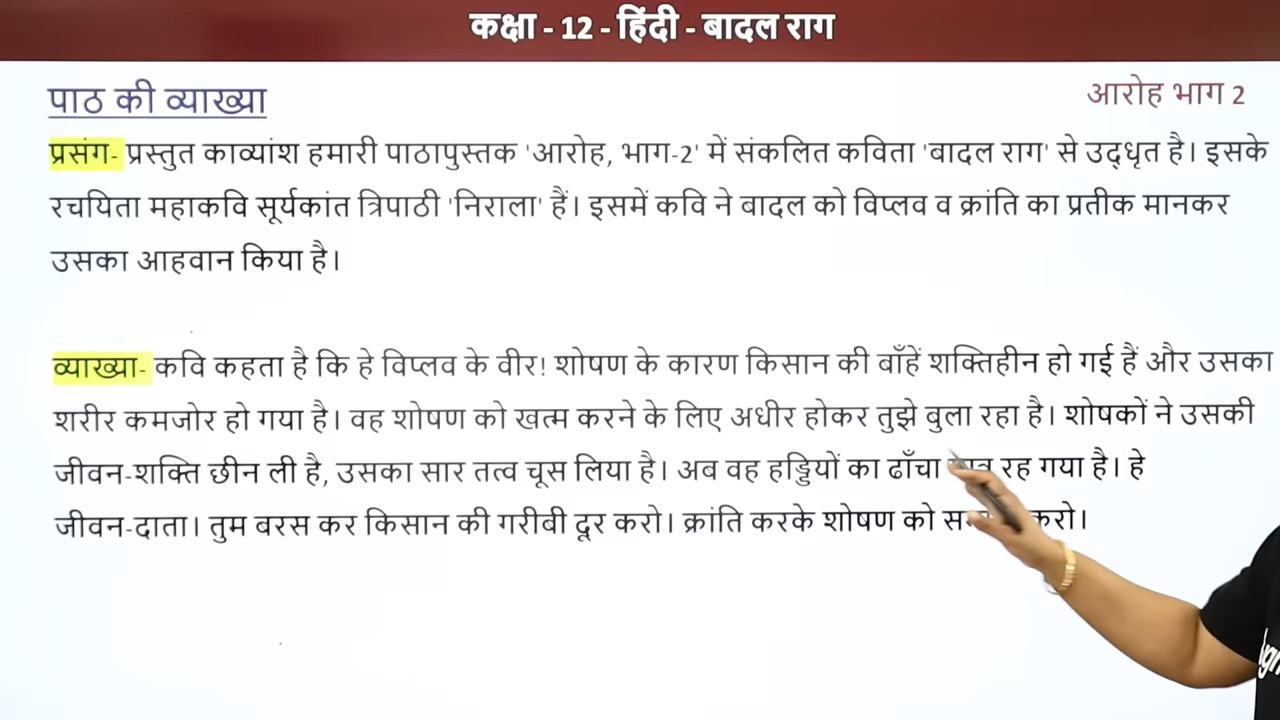 कक्षा - 12 - हिंदी - बादल राग
पाठ की व्याख्या
आरोह भाग 2
प्रसंग- प्रस्तुत काव्यांश हमारी पाठापुस्तक 'आरोह, भाग-2' में संकलित कविता 'बादल राग' से उद्धृत है। इसके
रचयिता महाकवि सूर्यकांत त्रिपाठी 'निराला' हैं। इसमें कवि ने बादल को विप्लव व क्रांति का प्रतीक मानकर
उसका आहवान किया है।
व्याख्या- कवि कहता है कि हे विप्लव के वीर! शोषण के कारण किसान की बाँहें शक्तिहीन हो गई हैं और उसका
शरीर कमजोर हो गया है। वह शोषण को खत्म करने के लिए अधीर होकर तुझे बुला रहा है। शोषकों ने उसकी
जीवन-शक्ति छीन ली है, उसका सार तत्व चूस लिया है। अब वह हड्डियों का ढाँचा रह गया है। हे
जीवन-दाता। तुम बरस कर किसान की गरीबी दूर करो। क्रांति करके शोषण को करो।